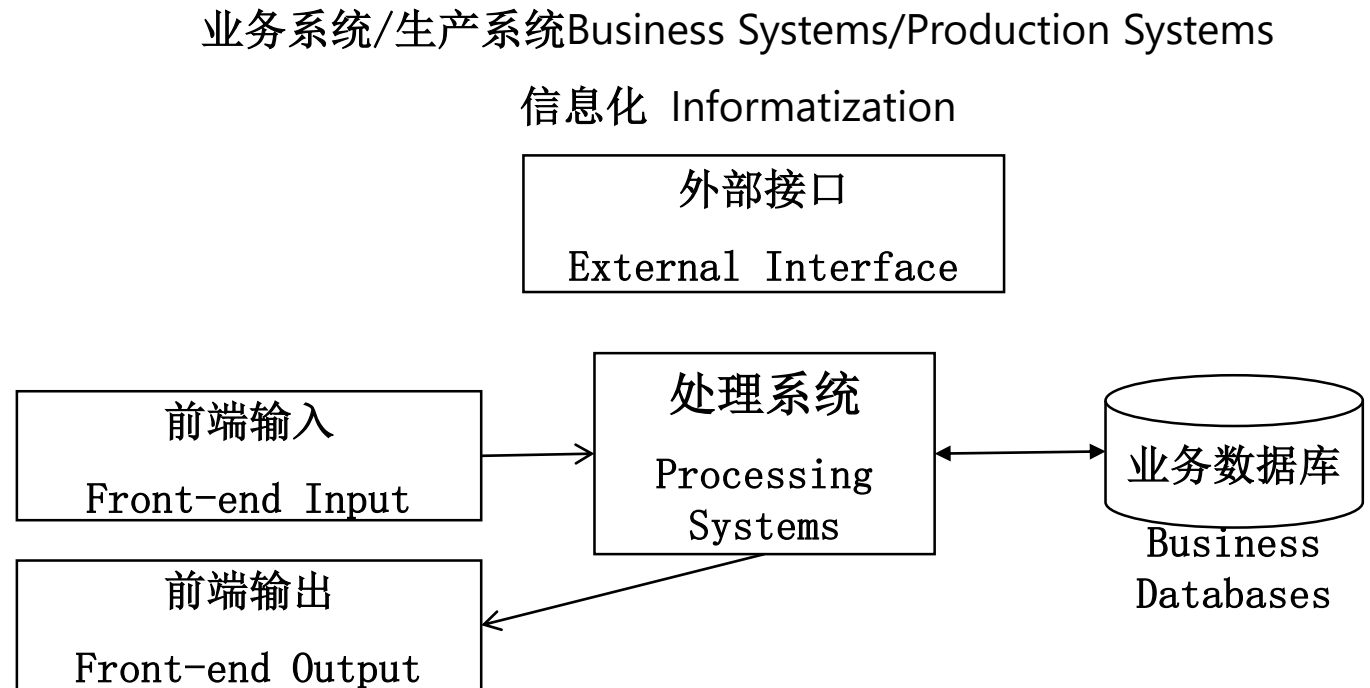 业务系统/生产系统Business Systems/Production Systems
信息化 Informatization
外部接口
External Interface
处理系统
Processing
Systems
前端输入
Front-end Input
业务数据库
Business
Databases
前端输出
Front-end Output